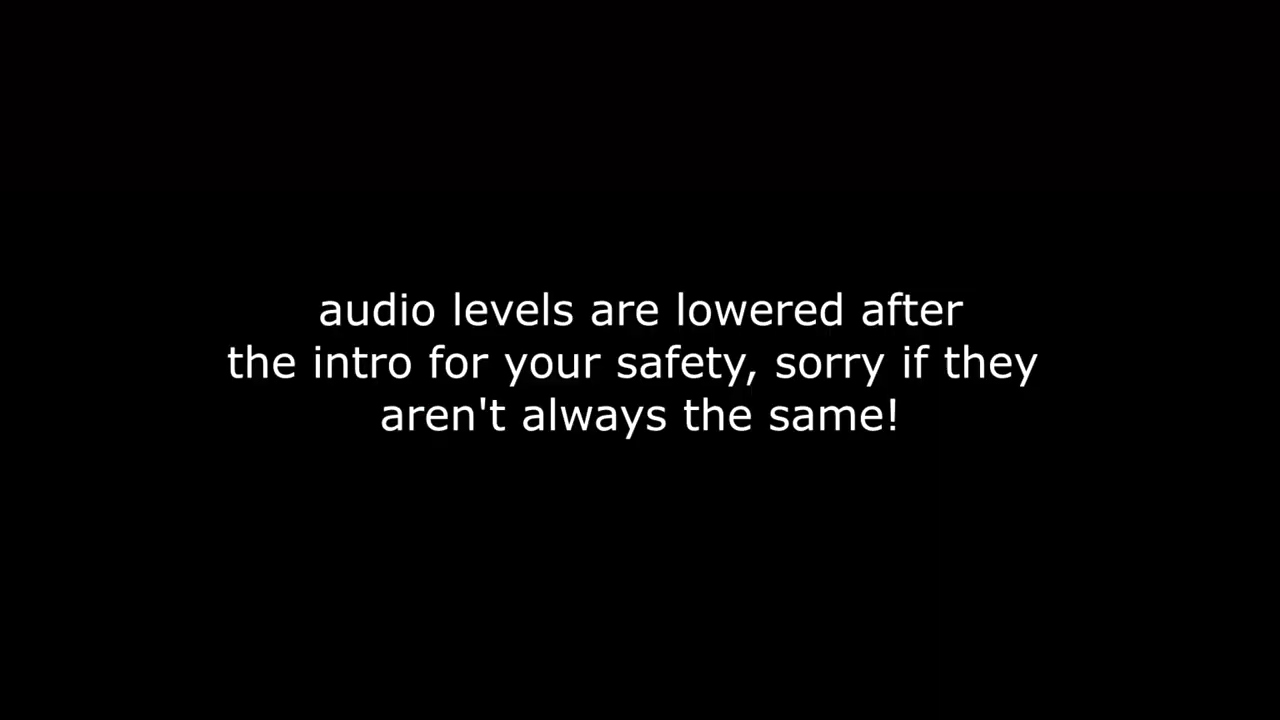 audio levels are lowered after
the intro for your safety, sorry if they
aren't always the same!